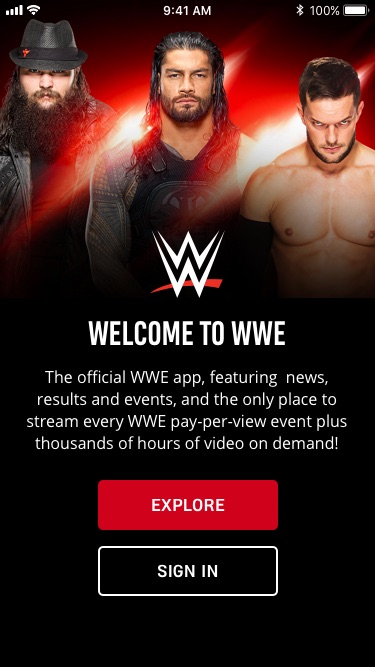 9:41 AM
100%
W
WELCOME TO WWE
The official WWE app, featuring news,
results and events, and the only place to
stream every WWE pay-per-view event plus
thousands of hours of video on demand!
EXPLORE
SIGN IN